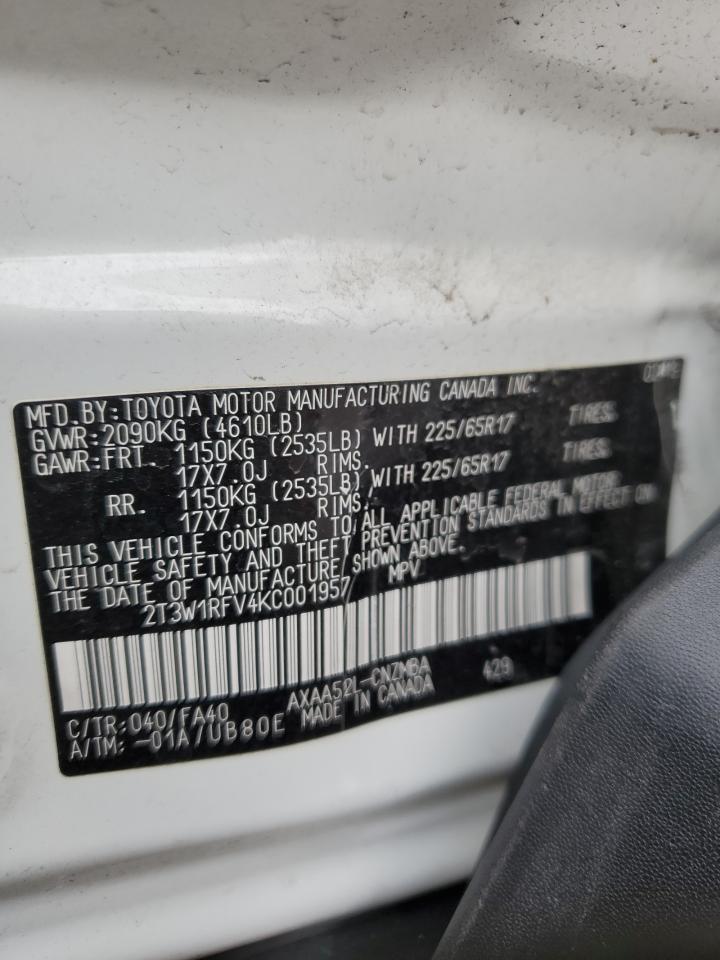 MFD.BY:TOYOTA MOTOR MANUFACTURING CANADA INC.
GVWR:2090KG (4610LB)
GAWR:FRT. 1150KG (2535LB) WITH 225/65R17 TIRES.
17X7.0J RIMS.
RR. 1150KG (2535LB) WITH 225/65R17 TIRES.
17X7.0J RIMS.
THIS VEHICLE CONFORMS TO ALL APPLICABLE FEDERAL MOTOR
VEHICLE SAFETY AND THEFT PREVENTION STANDARDS IN EFFECT ON
THE DATE OF MANUFACTURE SHOWN ABOVE.
2T3W1RFV4KC001957 MPV
C/TR:040/FA40 AXAA52L-CNZMBA 429
A/TM:-01A/UB80E MADE IN CANADA